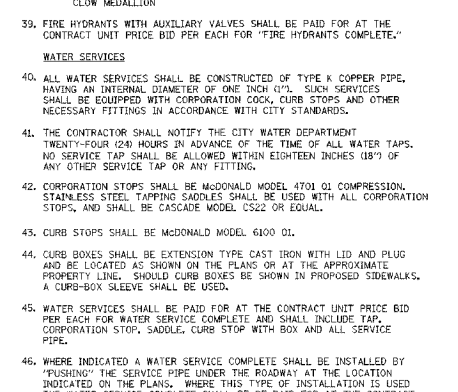 CLOW MEDALLION
39. FIRE HYDRANTS WITH AUXILIARY VALVES SHALL BE PAID FOR AT THE
CONTRACT UNIT PRICE BID PER EACH FOR "FIRE HYDRANTS COMPLETE."
WATER SERVICES
40. ALL WATER SERVICES SHALL BE CONSTRUCTED OF TYPE K COPPER PIPE,
HAVING AN INTERNAL DIAMETER OF ONE INCH (1"). SUCH SERVICES
SHALL BE EQUIPPED WITH CORPORATION COCK, CURB STOPS AND OTHER
NECESSARY FITTINGS IN ACCORDANCE WITH CITY STANDARDS.
41. THE CONTRACTOR SHALL NOTIFY THE CITY WATER DEPARTMENT
TWENTY-FOUR (24) HOURS IN ADVANCE OF THE TIME OF ALL WATER TAPS.
NO SERVICE TAP SHALL BE ALLOWED WITHIN EIGHTEEN INCHES (18") OF
ANY OTHER SERVICE TAP OR ANY FITTING.
42. CORPORATION STOPS SHALL BE McDONALD MODEL 4701 Q1 COMPRESSION.
STAINLESS STEEL TAPPING SADDLES SHALL BE USED WITH ALL CORPORATION
STOPS, AND SHALL BE CASCADE MODEL CS22 OR EQUAL.
43. CURB STOPS SHALL BE McDONALD MODEL 6100 Q1.
44. CURB BOXES SHALL BE EXTENSION TYPE CAST IRON WITH LID AND PLUG
AND BE LOCATED AS SHOWN ON THE PLANS OR AT THE APPROXIMATE
PROPERTY LINE. SHOULD CURB BOXES BE SHOWN IN PROPOSED SIDEWALKS.
A CURB-BOX SLEEVE SHALL BE USED.
45. WATER SERVICES SHALL BE PAID FOR AT THE CONTRACT UNIT PRICE BID
PER EACH FOR WATER SERVICE COMPLETE AND SHALL INCLUDE TAP,
CORPORATION STOP, SADDLE, CURB STOP WITH BOX AND ALL SERVICE
PIPE.
46. WHERE INDICATED A WATER SERVICE COMPLETE SHALL BE INSTALLED BY
"PUSHING" THE SERVICE PIPE UNDER THE ROADWAY AT THE LOCATION
INDICATED ON THE PLANS. WHERE THIS TYPE OF INSTALLATION IS USED